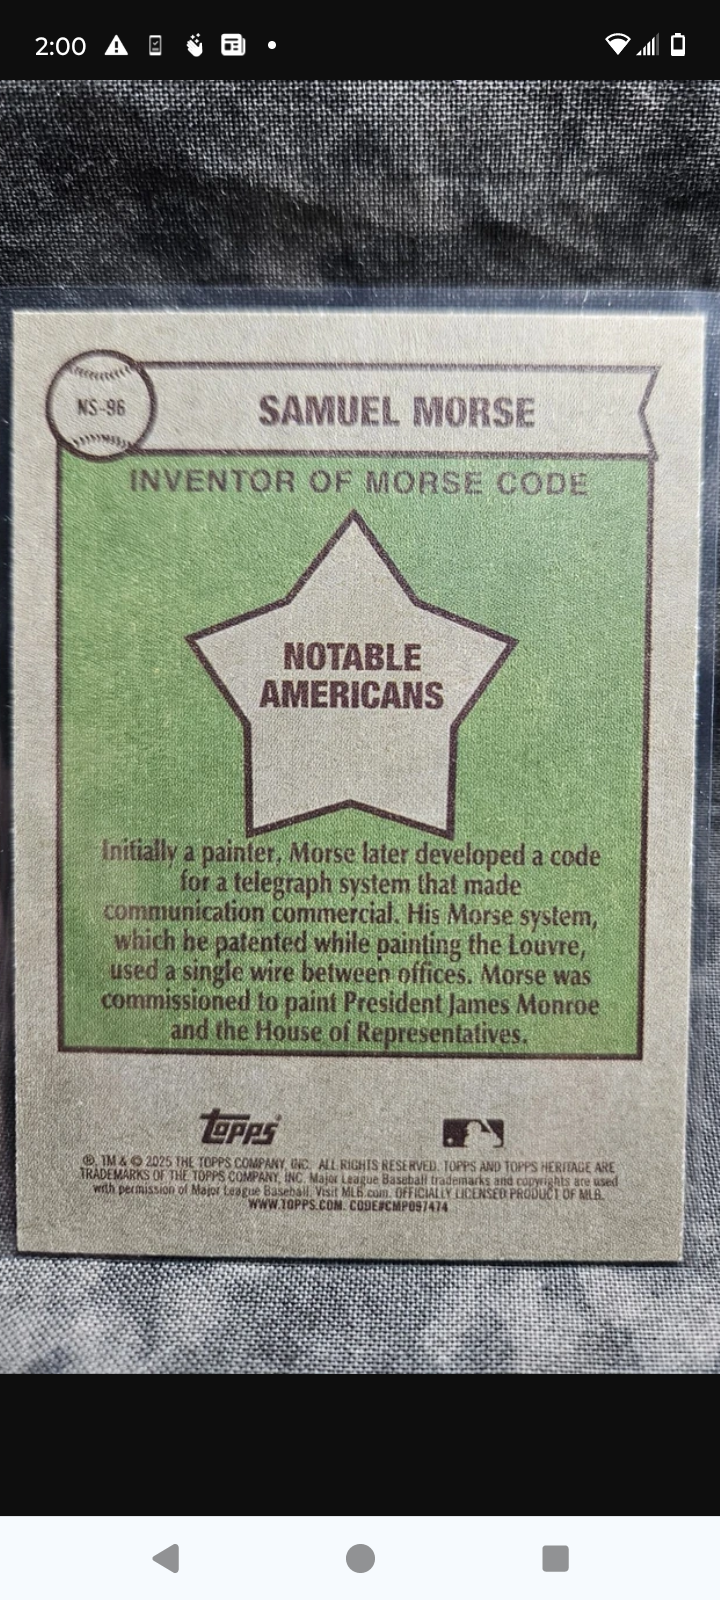 2:00
NS-96
SAMUEL MORSE
INVENTOR OF MORSE CODE
NOTABLE
AMERICANS
Initially a painter, Morse later developed a code
for a telegraph system that made
communication commercial. His Morse system,
which he patented while painting the Louvre,
used a single wire between offices. Morse was
commissioned to paint President James Monroe
and the House of Representatives.
topps
®, TM & © 2025 THE TOPPS COMPANY, INC. ALL RIGHTS RESERVED. TOPPS AND TOPPS HERITAGE ARE
TRADEMARKS OF THE TOPPS COMPANY, INC. Major League Baseball trademarks and copyrights are used
with permission of Major League Baseball. Visit MLB.com. OFFICIALLY LICENSED PRODUCT OF MLB.
WWW.TOPPS.COM. CODE#CMP097474